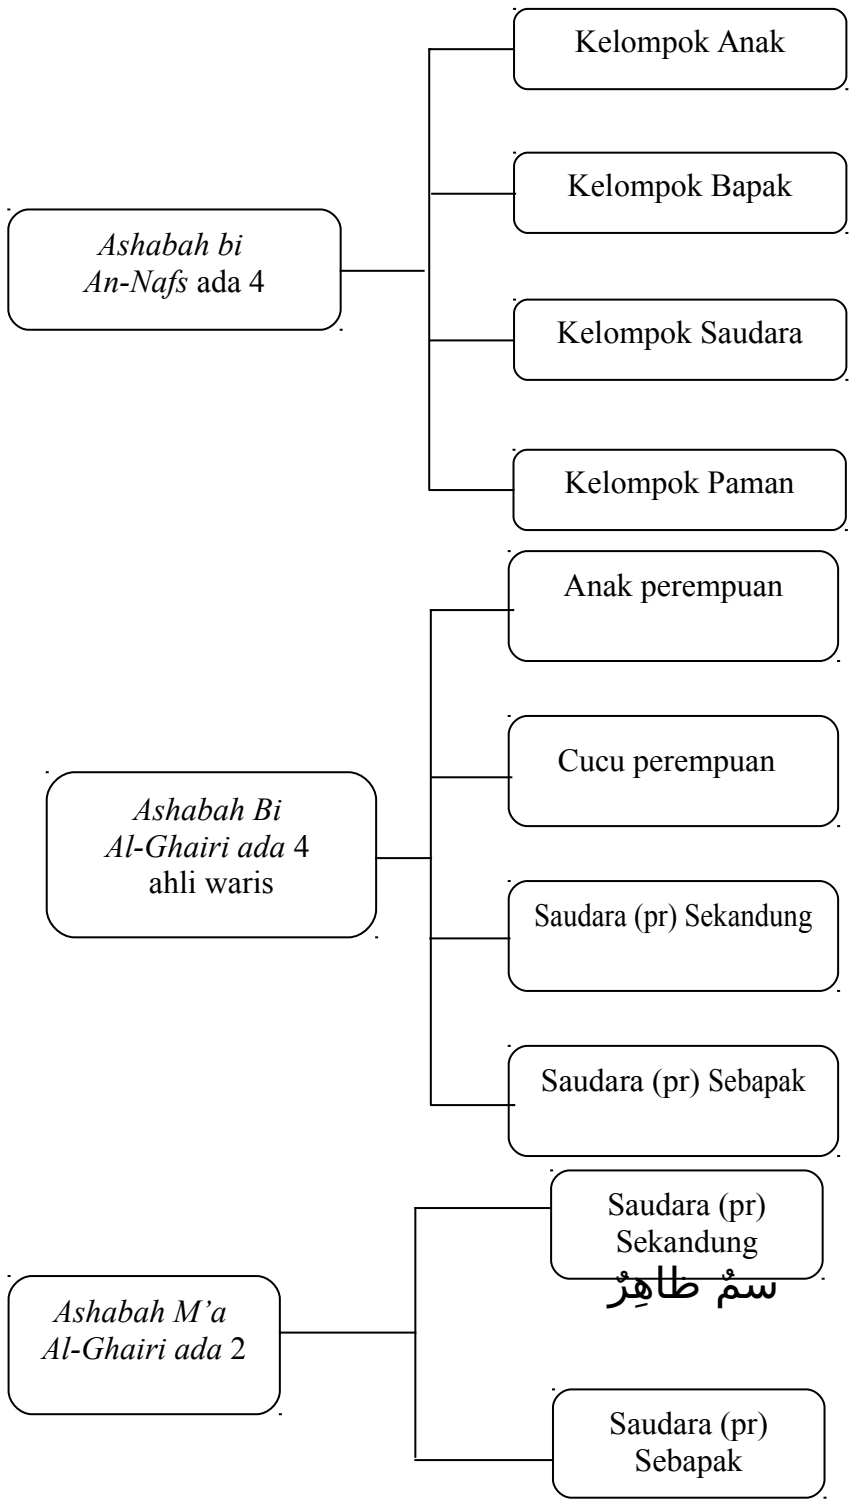 Kelompok Anak
Kelompok Bapak
Ashabah bi
An-Nafs ada 4
Kelompok Saudara
Kelompok Paman
Anak perempuan
Cucu perempuan
Ashabah Bi
Al-Ghairi ada 4
ahli waris
Saudara (pr) Sekandung
Saudara (pr) Sebapak
Saudara (pr)
Sekandung
سمٌ ظاهِرٌ
Ashabah M’a
Al-Ghairi ada 2
Saudara (pr)
Sebapak